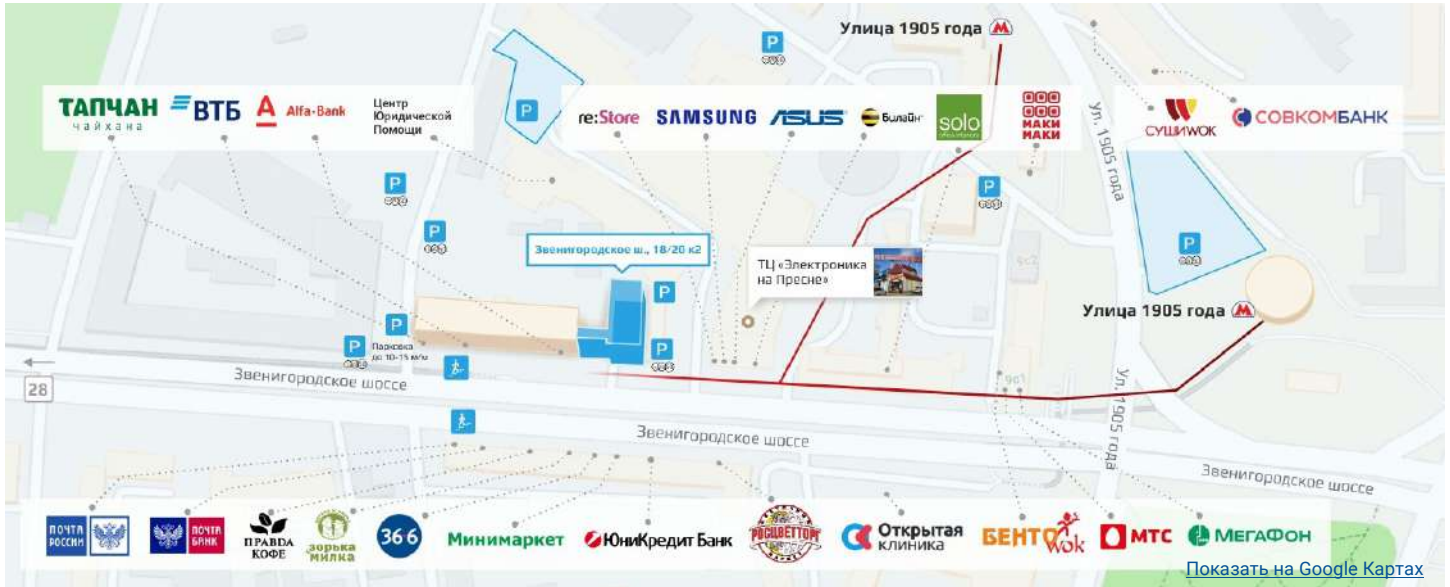 Улица 1905 года М
P
P
ТАПЧАН
чайхана
ВТБ
А
Alfa-Bank
Центр
Юридической
Помощи
P
re:Store
SAMSUNG
ASUS
Билайн
solo
МАКИ
МАКИ
Ул. 1905 года
СУШИWOK
СОВКОМБАНК
P
P
P
P
Звенигородское ш., 18/20 к2
P
ТЦ «Электроника
на Пресне»
Улица 1905 года М
P
Парковка
до 10-15 м/м
P
P
28
Звенигородское шоссе
Звенигородское шоссе
Звенигородское шоссе
Ул. 1905 года
ПОЧТА
РОССИИ
ПОЧТА
БАНК
ПРАВDА
КОФЕ
зорька
милка
36 6
Минимаркет
ЮниКредит Банк
РОСЦВЕТТОРГ
Открытая
клиника
БЕНТО
wok
МТС
МЕГАФОН
Показать на Google Картах